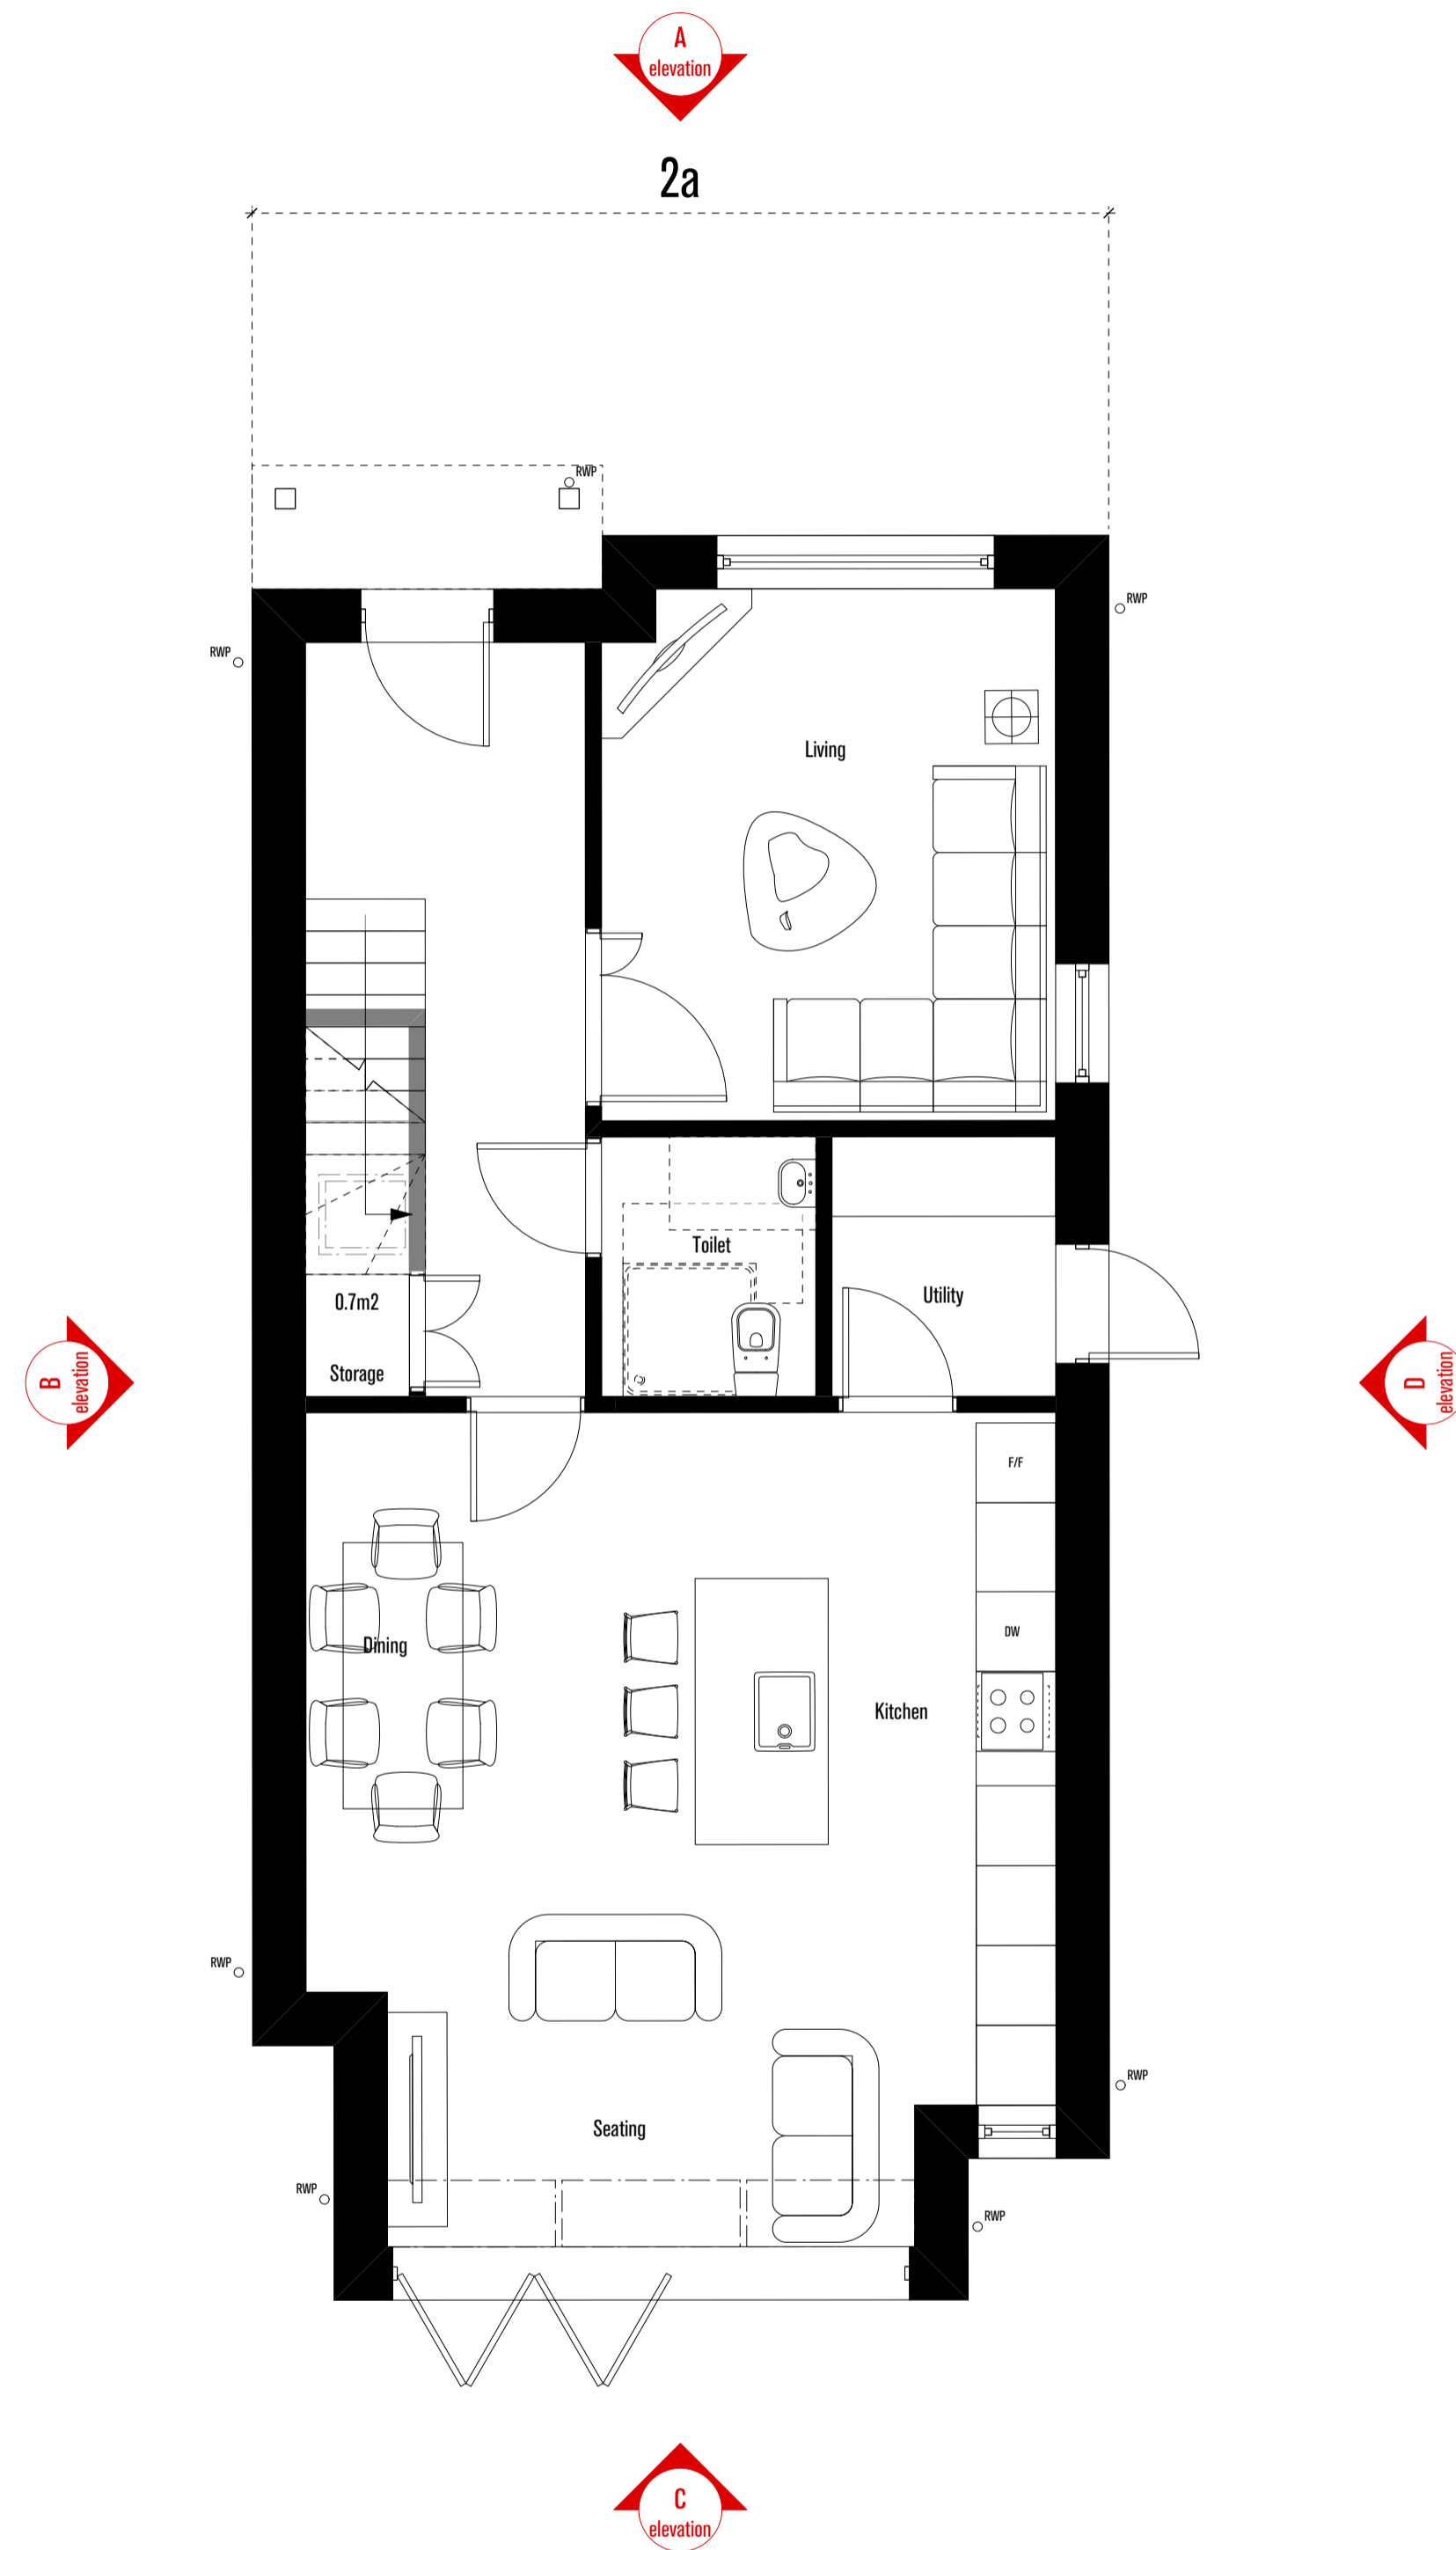 A
elevation
2a
RWP
RWP
RWP
Living
Toilet
Utility
0.7m2
Storage
B
elevation
D
elevation
F/F
DW
Dining
Kitchen
RWP
RWP
Seating
RWP
RWP
C
elevation